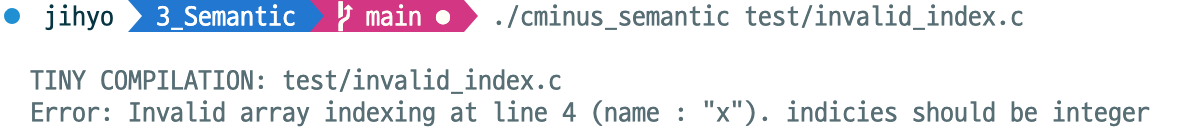 jihyo 3_Semantic main ./cminus_semantic test/invalid_index.c
TINY COMPILATION: test/invalid_index.c
Error: Invalid array indexing at line 4 (name : "x"). indicies should be integer